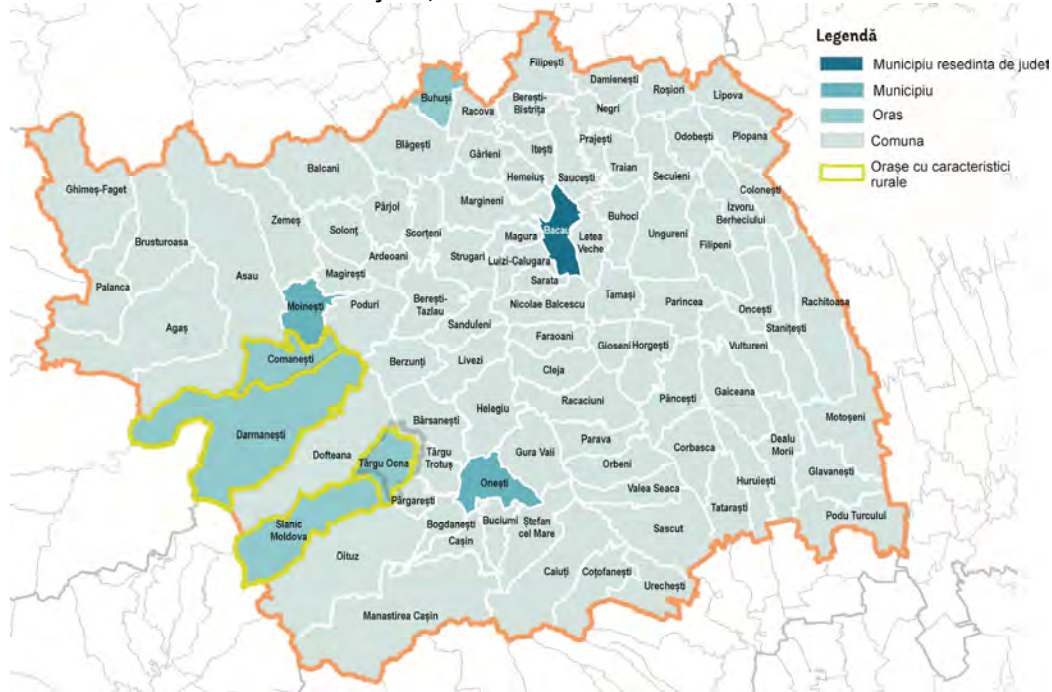 Legendă
Municipiu resedinta de judet
Municipiu
Oras
Comuna
Orașe cu caracteristici
rurale
Filipești
Damienești
Roșiori
Lipova
Buhuși
Racova
Berești-
Bistrița
Negri
Odobești
Plopana
Blăgești
Gârleni
Itești
Prajești
Traian
Balcani
Hemeiuș
Saucești
Secuieni
Colonești
Ghimeș-Faget
Pârjol
Margineni
Izvoru
Berheciului
Zemeș
Solonț
Scorțeni
Magura
Bacau
Letea
Veche
Buhoci
Ungureni
Filipeni
Brusturoasa
Ardeoani
Strugari
Luizi-Calugara
Asau
Magirești
Sarata
Palanca
Moinești
Poduri
Berești-
Tazlau
Nicolae Balcescu
Tamași
Parincea
Oncești
Rachitoasa
Agaș
Sanduleni
Faraoani
Gioseni
Horgești
Stanițești
Vultureni
Comanești
Berzunți
Livezi
Cleja
Racaciuni
Pâncești
Gaiceana
Darmanești
Bârsanești
Helegiu
Motoșeni
Dofteana
Târgu Ocna
Târgu
Trotuș
Gura Vaii
Parava
Corbasca
Dealu
Morii
Onești
Orbeni
Glavanești
Pârgarești
Valea Seaca
Huruiești
Slanic
Moldova
Bogdanești
Buciumi
Ștefan
cel Mare
Tatarași
Podu Turcului
Cașin
Sascut
Oituz
Caiuți
Coțofanești
Urechești
Manastirea Cașin